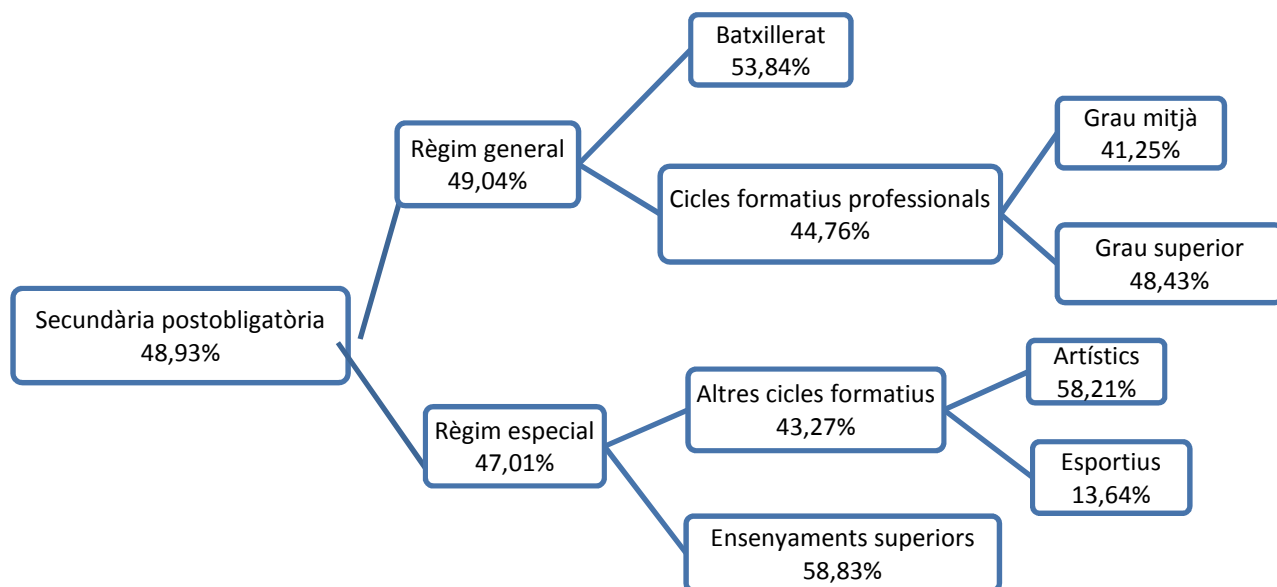 Batxillerat
53,84%
Grau mitjà
41,25%
Règim general
49,04%
Cicles formatius professionals
44,76%
Grau superior
48,43%
Secundària postobligatòria
48,93%
Artístics
58,21%
Altres cicles formatius
43,27%
Règim especial
47,01%
Esportius
13,64%
Ensenyaments superiors
58,83%